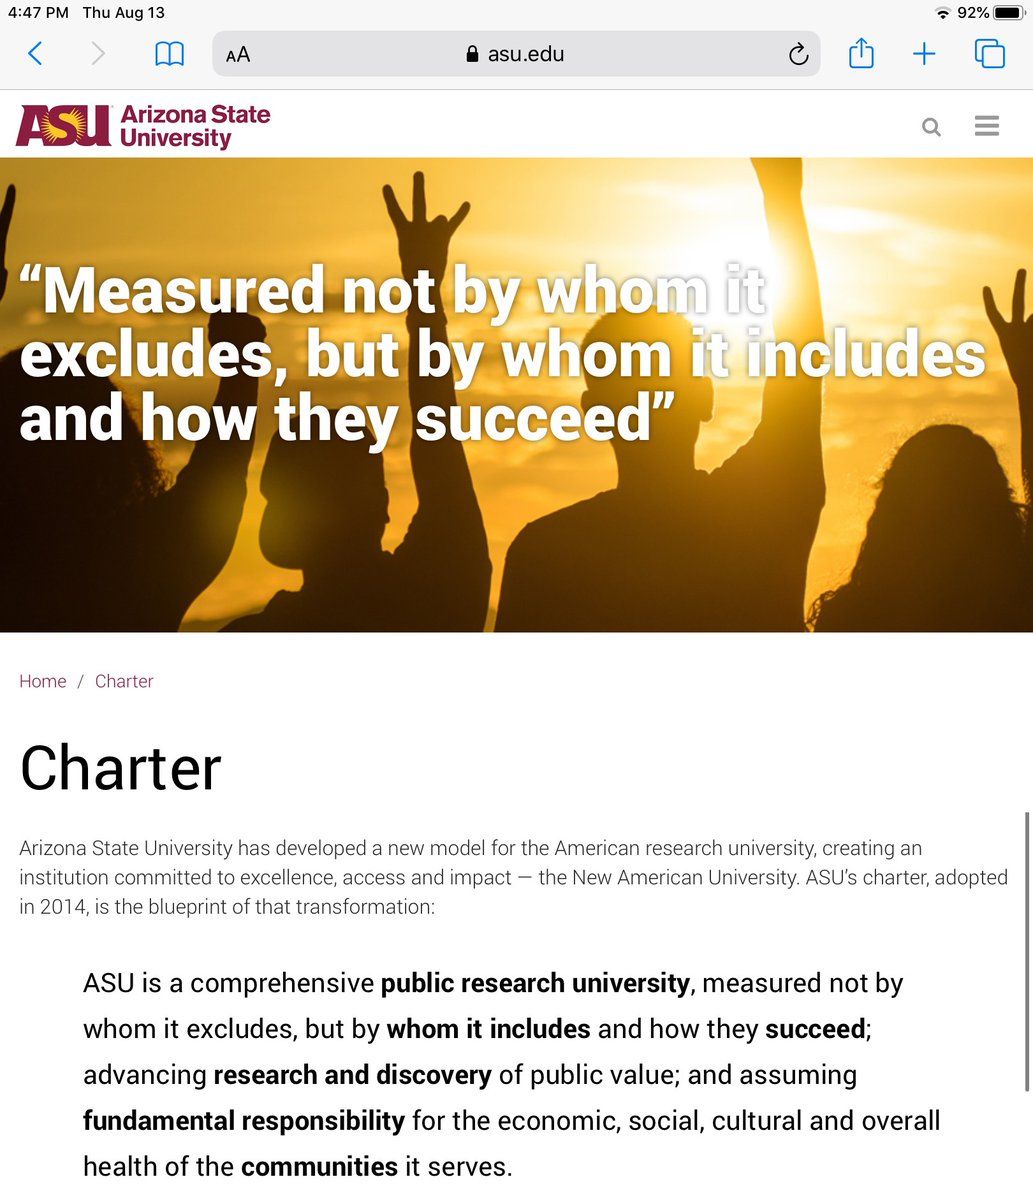 4:47 PM Thu Aug 13
92%
AA
asu.edu
ASU Arizona State
University
“Measured not by whom it
excludes, but by whom it includes
and how they succeed”
Home / Charter
Charter
Arizona State University has developed a new model for the American research university, creating an
institution committed to excellence, access and impact — the New American University. ASU's charter, adopted
in 2014, is the blueprint of that transformation:
ASU is a comprehensive public research university, measured not by
whom it excludes, but by whom it includes and how they succeed;
advancing research and discovery of public value; and assuming
fundamental responsibility for the economic, social, cultural and overall
health of the communities it serves.